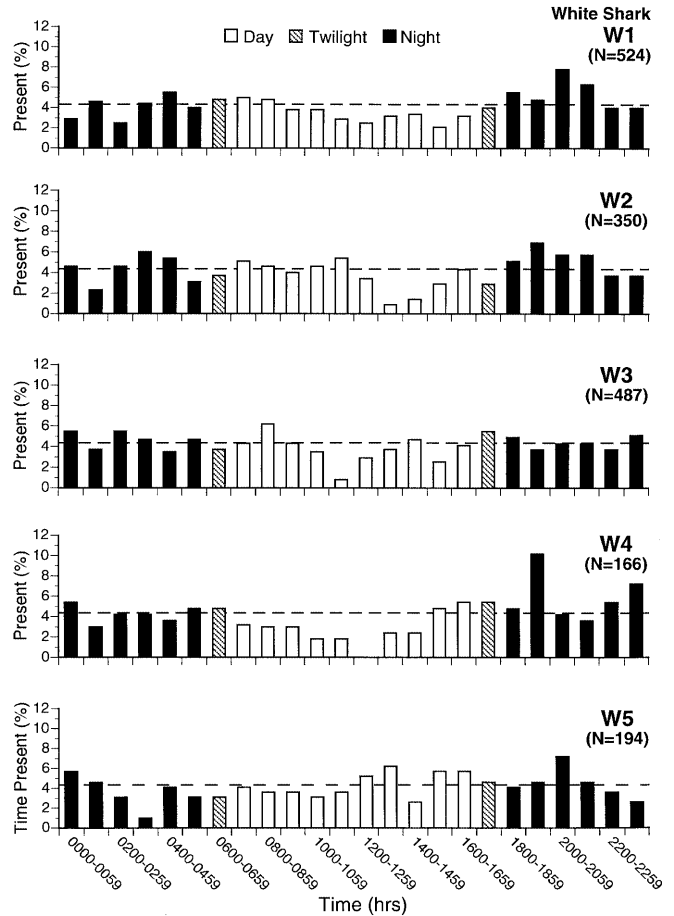 White Shark
Day Twilight Night
W1
(N=524)
Present (%)
12
10
8
6
4
2
0
W2
(N=350)
Present (%)
12
10
8
6
4
2
0
W3
(N=487)
Present (%)
12
10
8
6
4
2
0
W4
(N=166)
Present (%)
12
10
8
6
4
2
0
W5
(N=194)
Time Present (%)
12
10
8
6
4
2
0
0000-0059
0200-0259
0400-0459
0600-0659
0800-0859
1000-1059
1200-1259
1400-1459
1600-1659
1800-1859
2000-2059
2200-2259
Time (hrs)